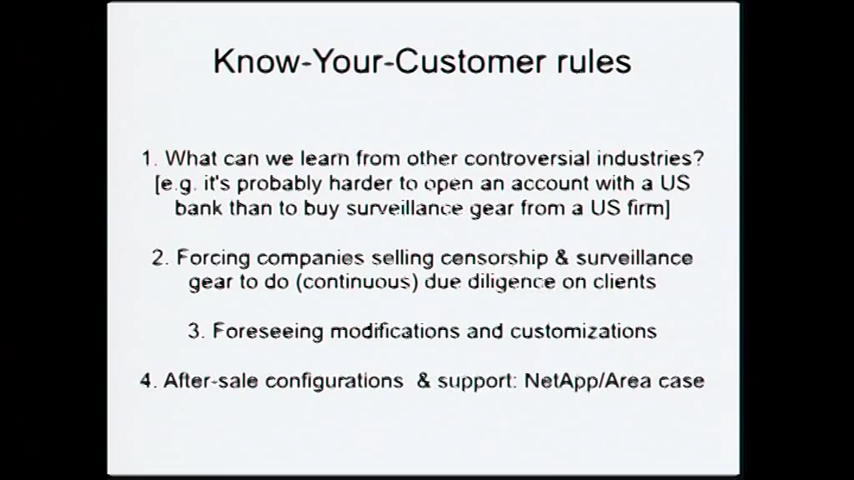 Know-Your-Customer rules
1. What can we learn from other controversial industries?
[e.g. it's probably harder to open an account with a US
bank than to buy surveillance gear from a US firm]
2. Forcing companies selling censorship & surveillance
gear to do (continuous) due diligence on clients
3. Foreseeing modifications and customizations
4. After-sale configurations & support: NetApp/Area case